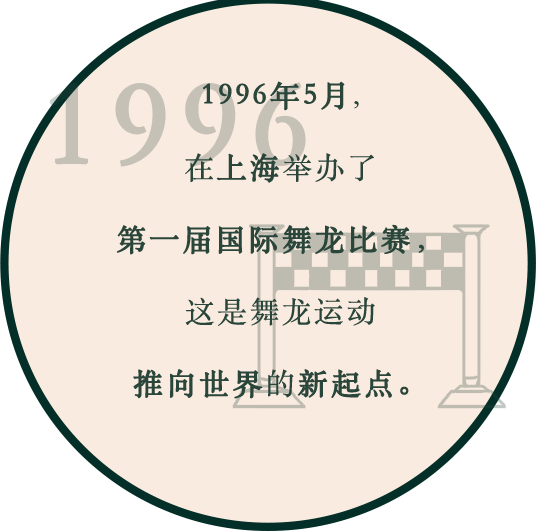 1996
1996年5月,
在上海举办了
第一届国际舞龙比赛,
这是舞龙运动
推向世界的新起点。